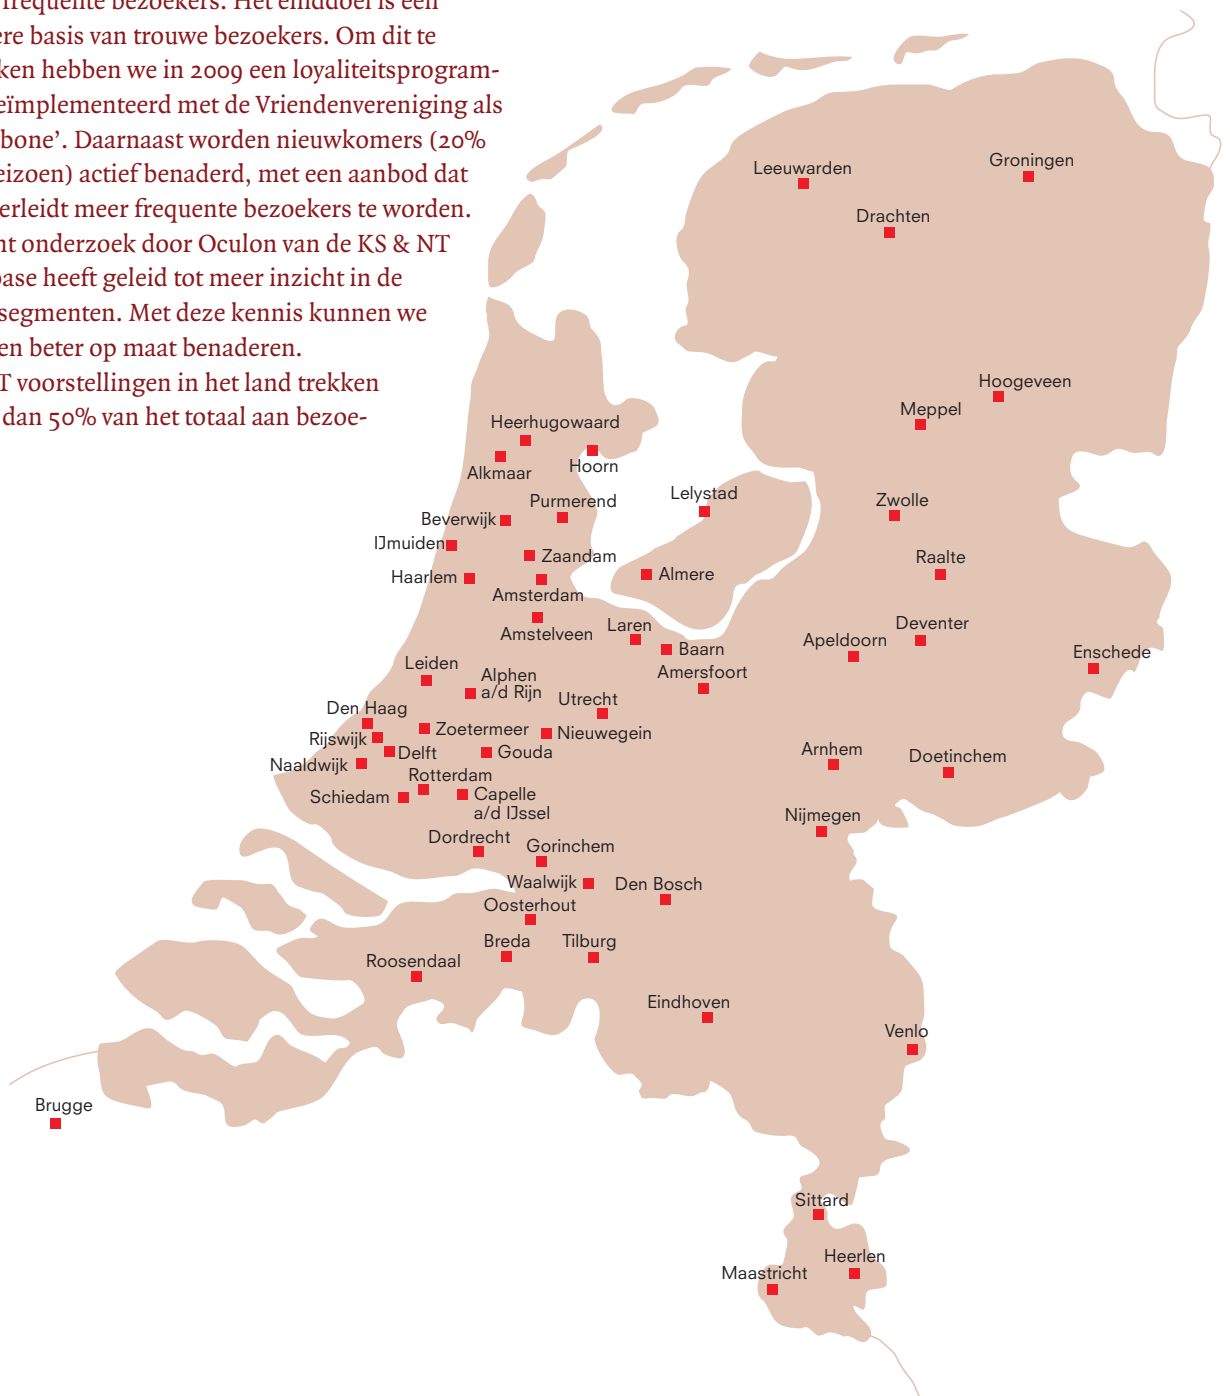 frequente bezoekers. Het einddoel is een
ere basis van trouwe bezoekers. Om dit te
ken hebben we in 2009 een loyaliteitsprogram-
eïmplementeerd met de Vriendenvereniging als
bone’. Daarnaast worden nieuwkomers (20%
eizoen) actief benaderd, met een aanbod dat
erleidt meer frequente bezoekers te worden.
nt onderzoek door Oculon van de KS & NT
base heeft geleid tot meer inzicht in de
segmenten. Met deze kennis kunnen we
en beter op maat benaderen.
T voorstellingen in het land trekken
dan 50% van het totaal aan bezoe-
Leeuwarden
Groningen
Drachten
Hoogeveen
Meppel
Heerhugowaard
Alkmaar
Hoorn
Lelystad
Purmerend
Zwolle
Beverwijk
IJmuiden
Zaandam
Raalte
Haarlem
Almere
Amsterdam
Amstelveen
Laren
Deventer
Apeldoorn
Baarn
Enschede
Leiden
Amersfoort
Alphen
a/d Rijn
Utrecht
Den Haag
Zoetermeer
Nieuwegein
Rijswijk
Delft
Gouda
Arnhem
Doetinchem
Naaldwijk
Rotterdam
Schiedam
Capelle
a/d IJssel
Nijmegen
Dordrecht
Gorinchem
Waalwijk
Den Bosch
Oosterhout
Breda
Tilburg
Roosendaal
Eindhoven
Venlo
Brugge
Sittard
Heerlen
Maastricht